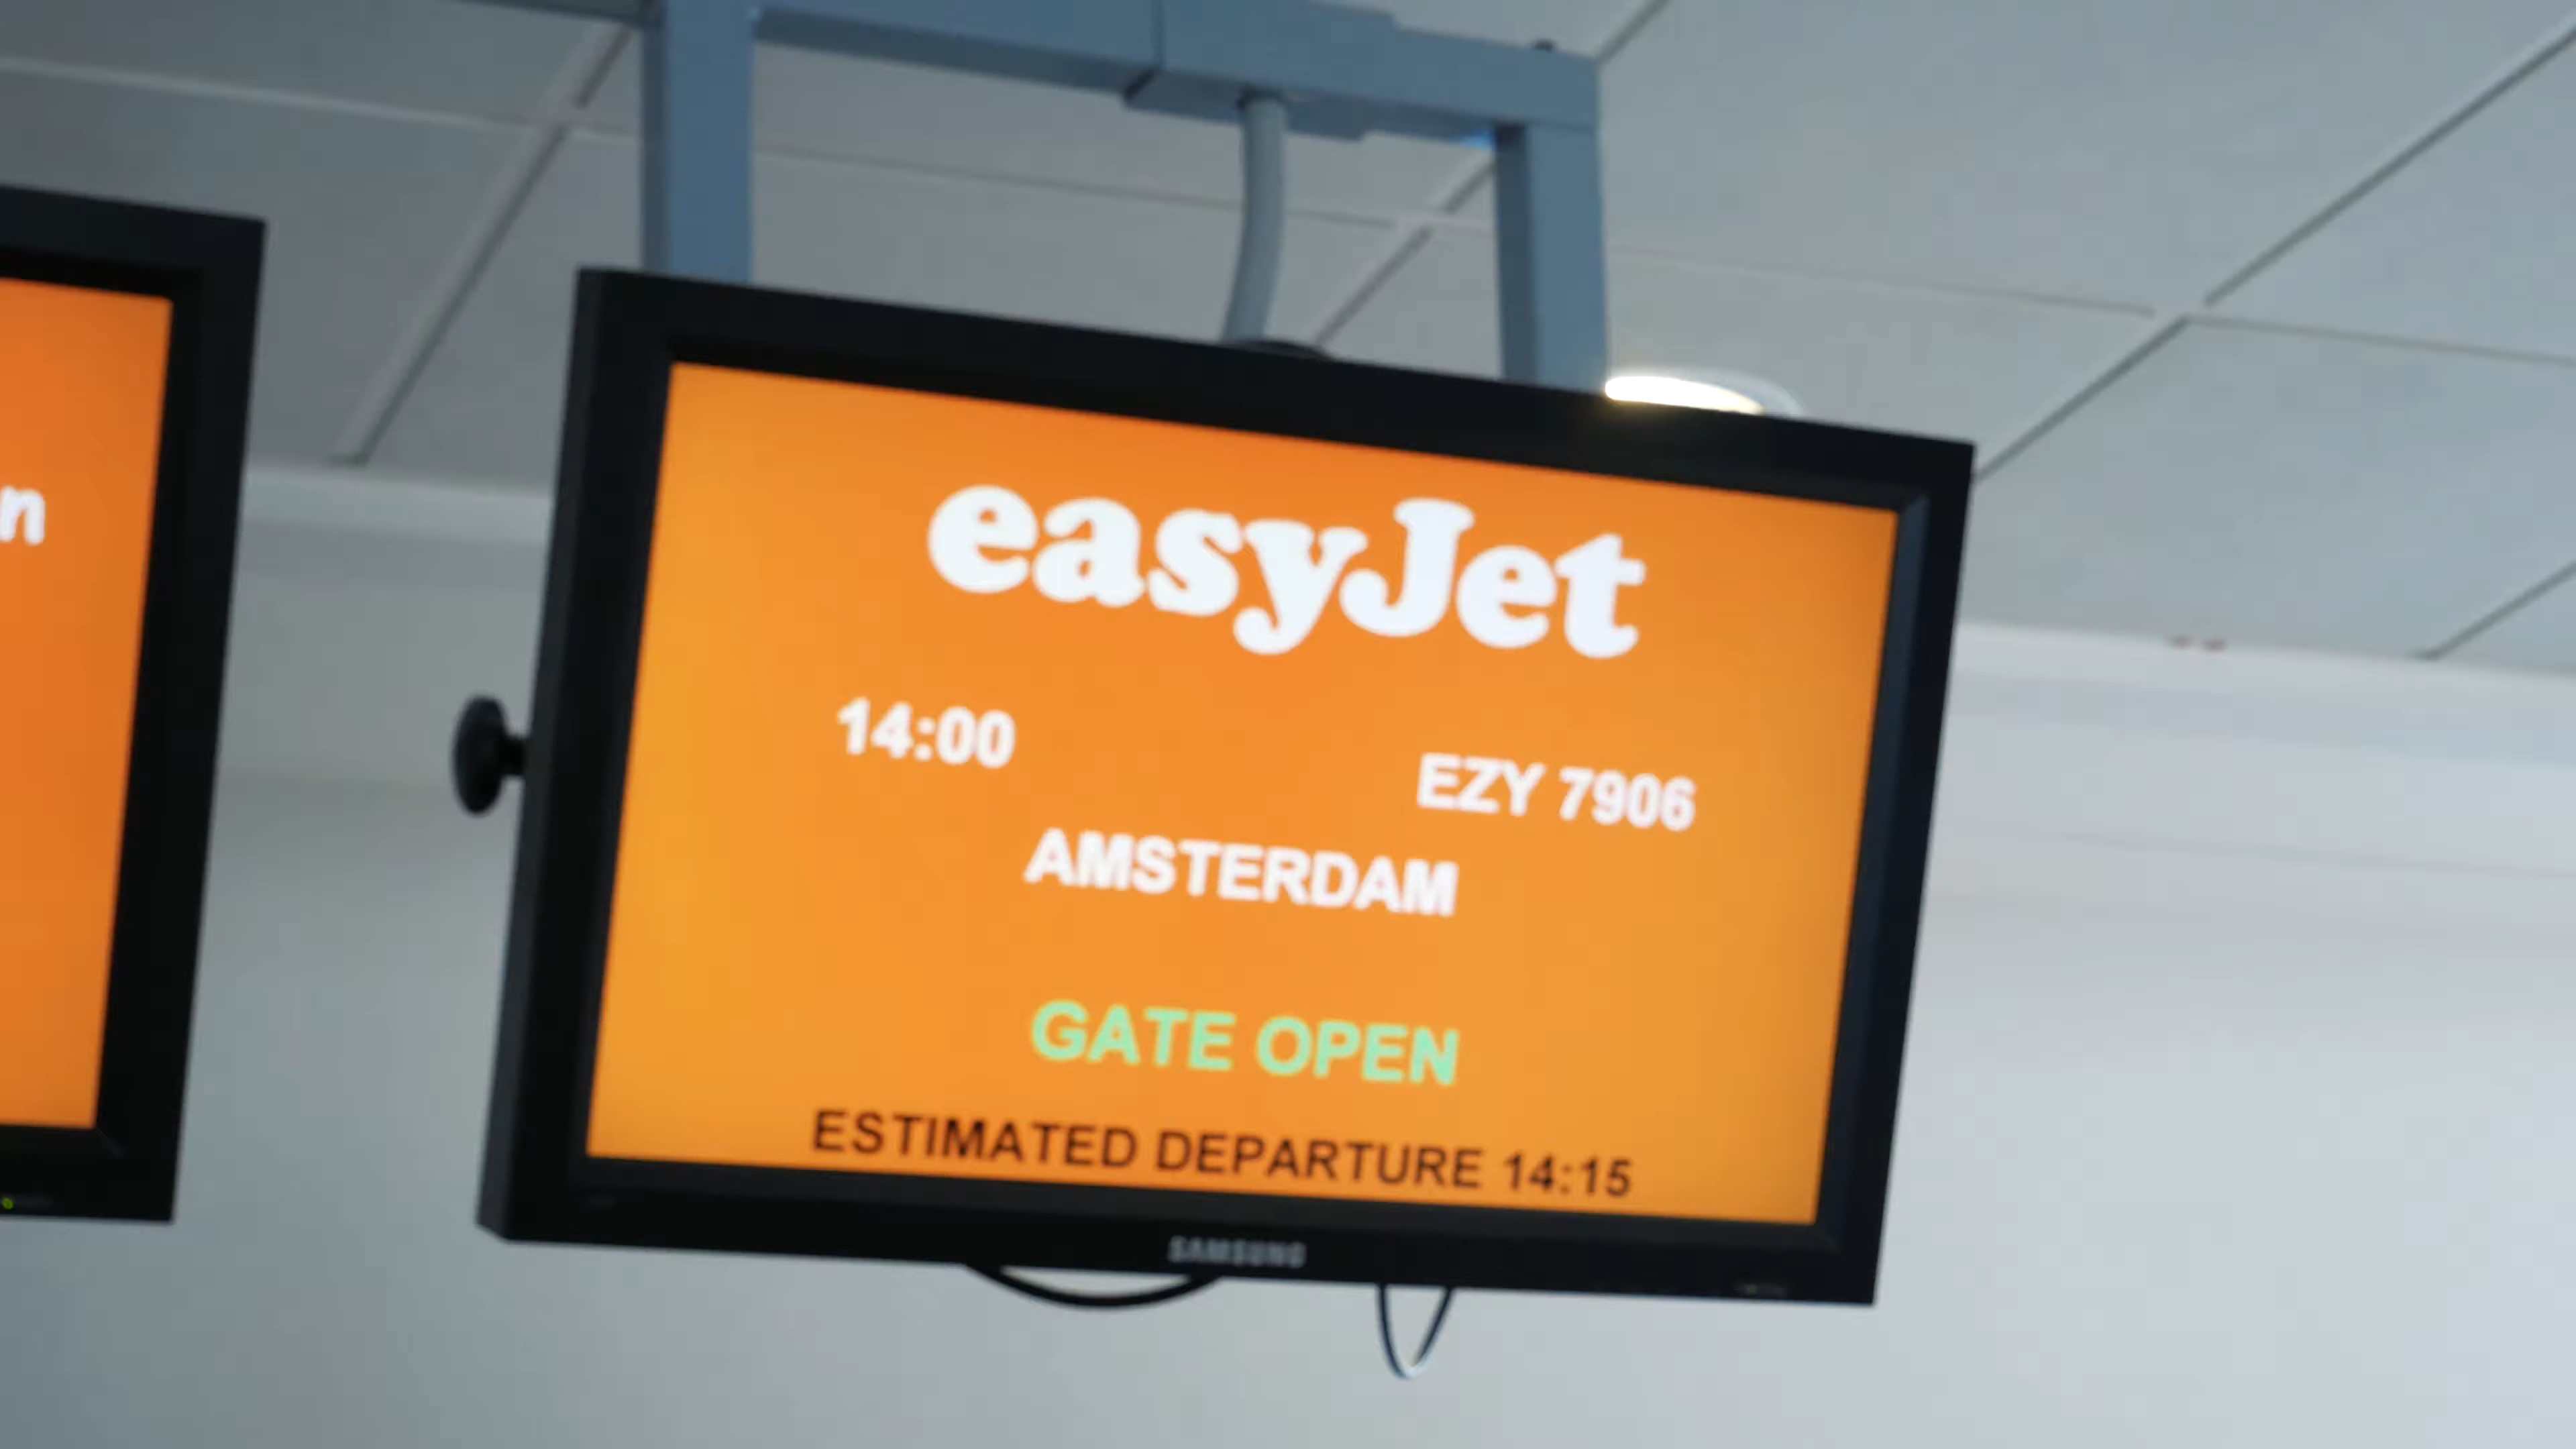 n
easyJet
14:00
EZY 7906
AMSTERDAM
GATE OPEN
ESTIMATED DEPARTURE 14:15
SAMSUNG